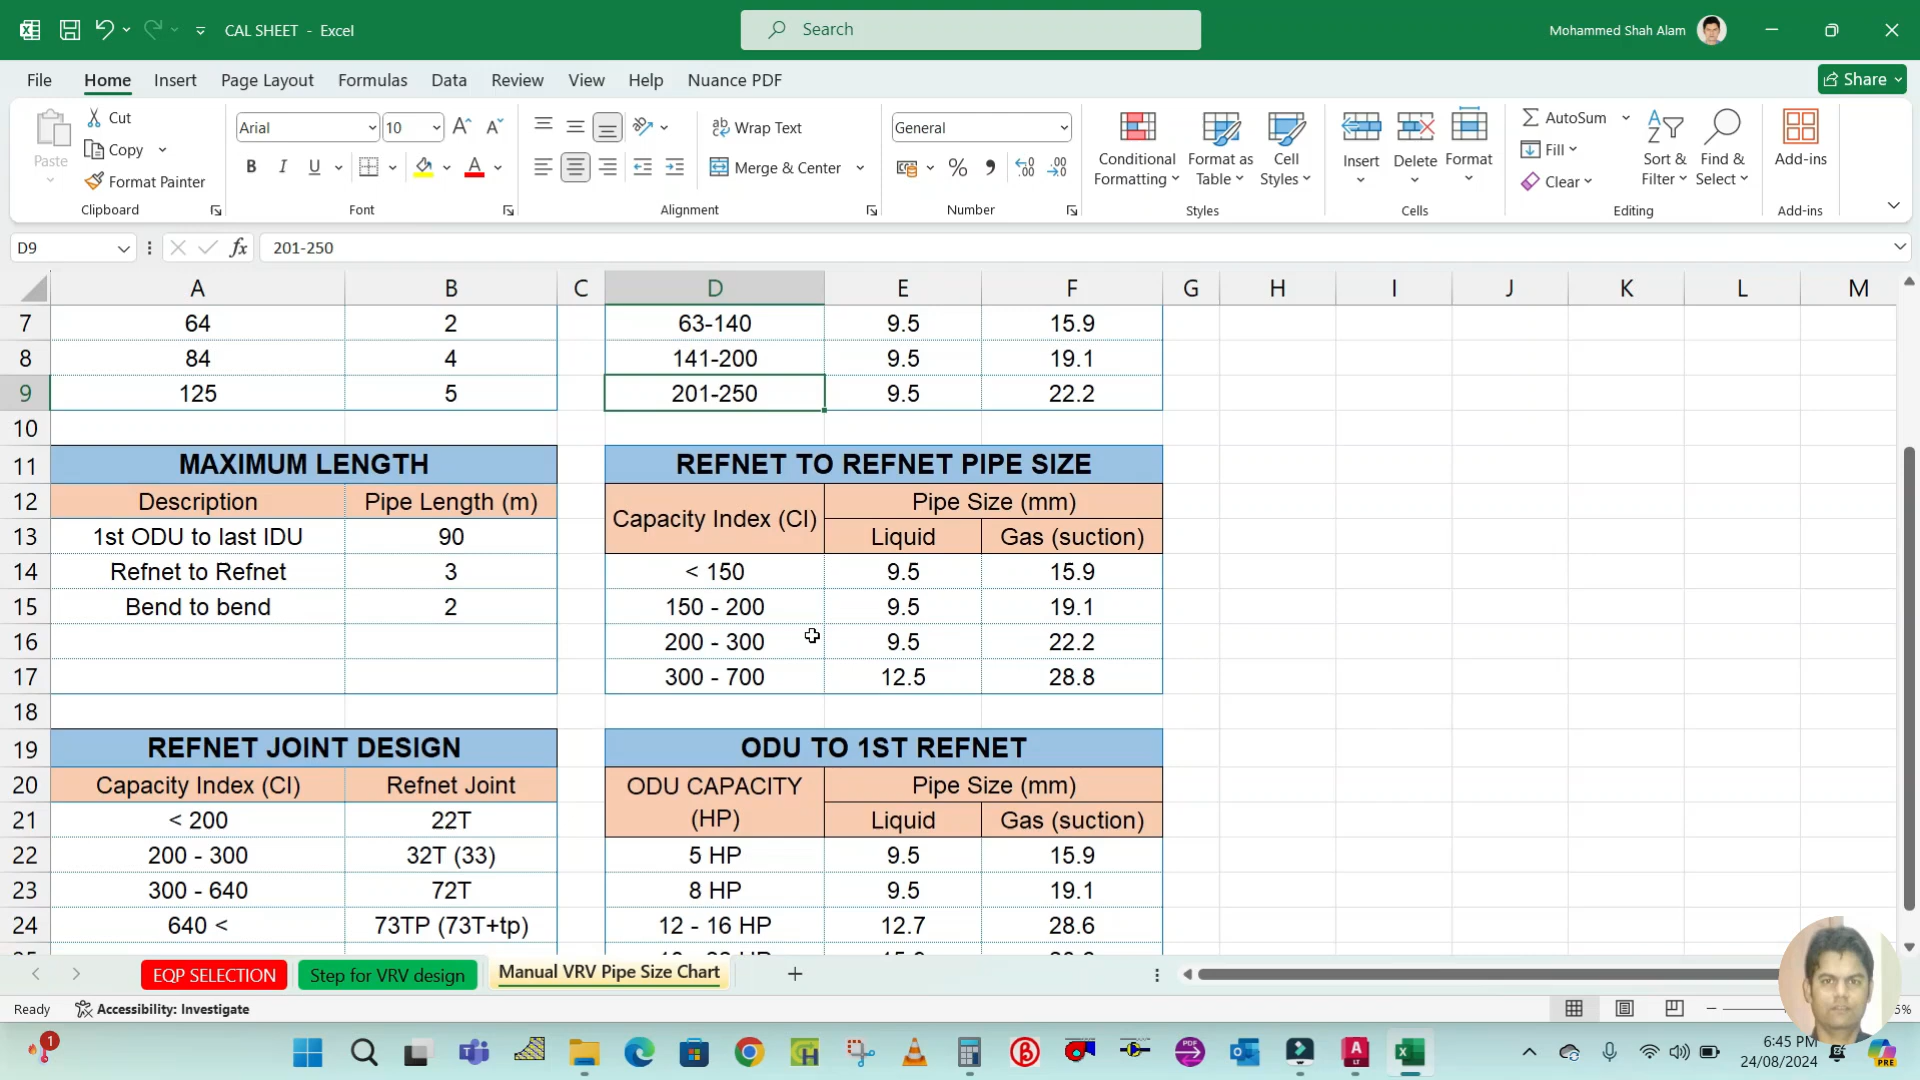 CAL SHEET - Excel
Search
Mohammed Shah Alam
File Home Insert Page Layout Formulas Data Review View Help Nuance PDF
Share
Paste
Cut
Copy
Format Painter
Clipboard
Arial
10
B I U
Font
Wrap Text
Merge & Center
Alignment
General
Number
Conditional Formatting
Format as Table
Cell Styles
Styles
Insert
Delete
Format
Cells
AutoSum
Fill
Clear
Sort & Filter
Find & Select
Editing
Add-ins
Add-ins
D9
fx
201-250
A B C D E F G H I J K L M
7 64 2 63-140 9.5 15.9
8 84 4 141-200 9.5 19.1
9 125 5 201-250 9.5 22.2
10
11 MAXIMUM LENGTH REFNET TO REFNET PIPE SIZE
12 Description Pipe Length (m) Capacity Index (CI) Pipe Size (mm)
13 1st ODU to last IDU 90 Liquid Gas (suction)
14 Refnet to Refnet 3 < 150 9.5 15.9
15 Bend to bend 2 150 - 200 9.5 19.1
16 200 - 300 9.5 22.2
17 300 - 700 12.5 28.8
18
19 REFNET JOINT DESIGN ODU TO 1ST REFNET
20 Capacity Index (CI) Refnet Joint ODU CAPACITY (HP) Pipe Size (mm)
21 < 200 22T Liquid Gas (suction)
22 200 - 300 32T (33) 5 HP 9.5 15.9
23 300 - 640 72T 8 HP 9.5 19.1
24 640 < 73TP (73T+tp) 12 - 16 HP 12.7 28.6
EQP SELECTION Step for VRV design Manual VRV Pipe Size Chart
Ready
Accessibility: Investigate
1
6:45 PM
24/08/2024
PRE